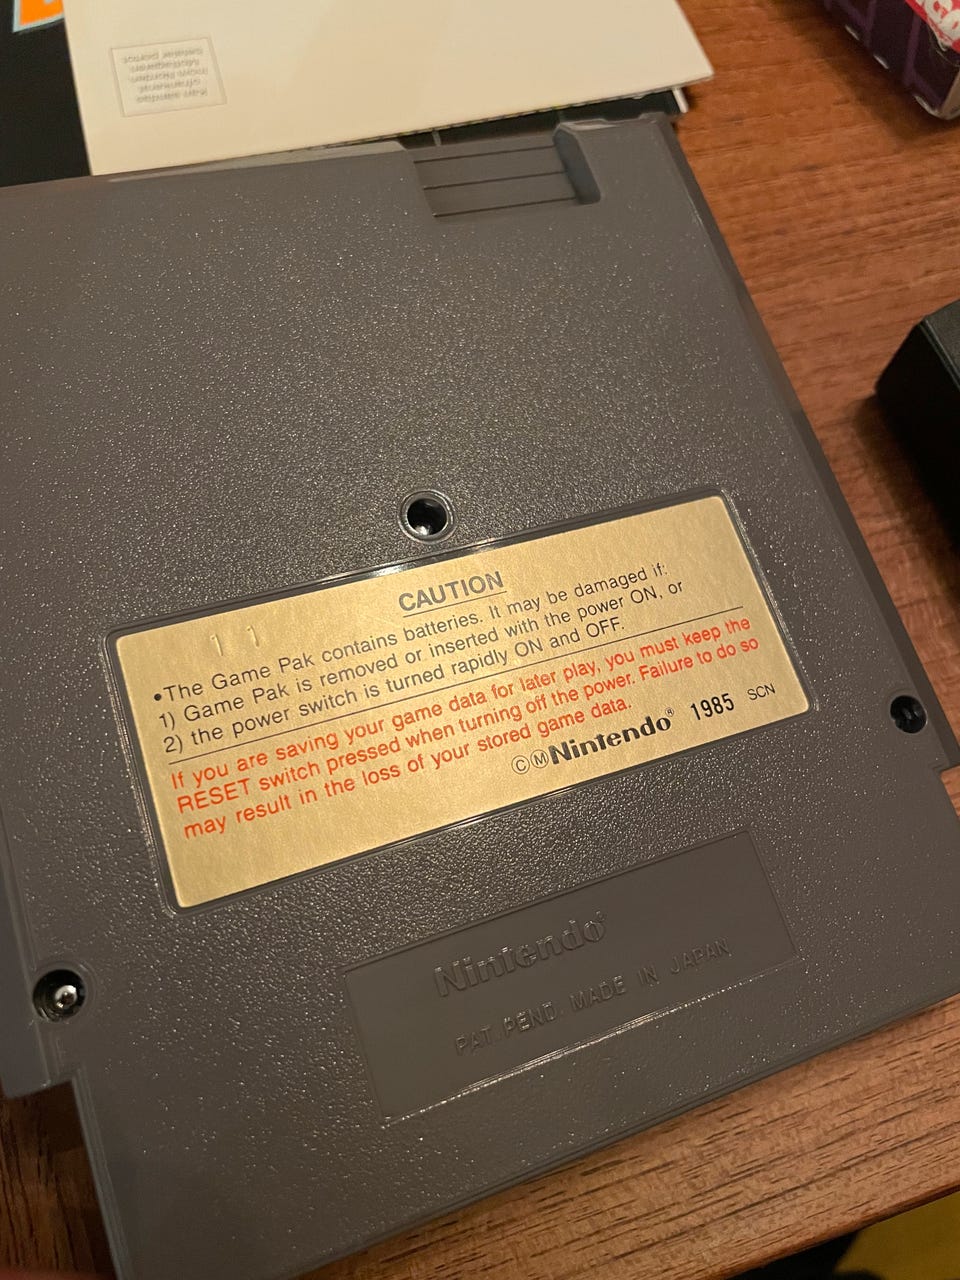 1 1
CAUTION
•The Game Pak contains batteries. It may be damaged if:
1) Game Pak is removed or inserted with the power ON, or
2) the power switch is turned rapidly ON and OFF.
If you are saving your game data for later play, you must keep the
RESET switch pressed when turning off the power. Failure to do so
may result in the loss of your stored game data.
©ⓂNintendo® 1985 SCN
Nintendo®
PAT. PEND. MADE IN JAPAN